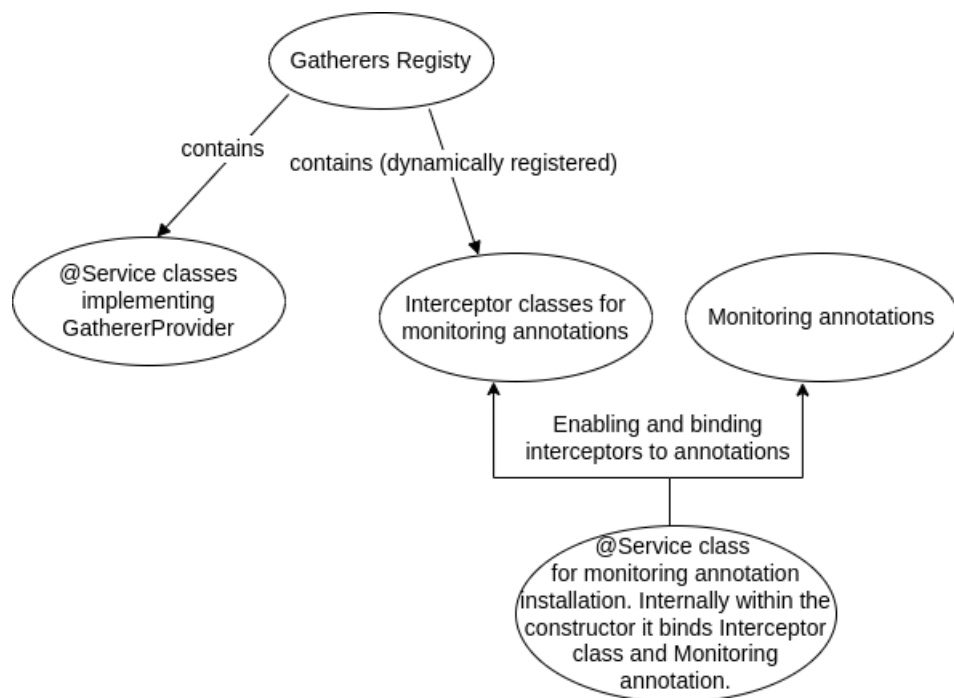 Gatherers Registy
contains
contains (dynamically registered)
@Service classes
implementing
GathererProvider
Interceptor classes for
monitoring annotations
Monitoring annotations
Enabling and binding
interceptors to annotations
@Service class
for monitoring annotation
installation. Internally within the
constructor it binds Interceptor
class and Monitoring
annotation.